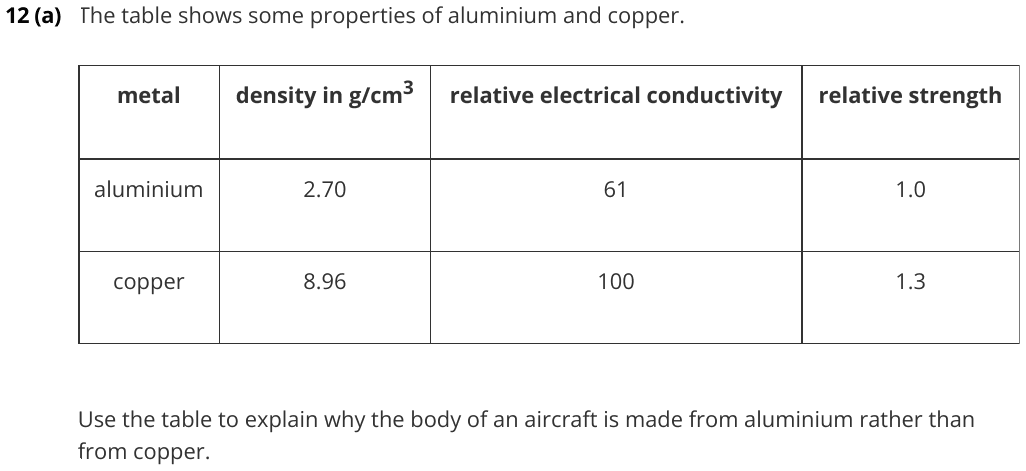 12 (a) The table shows some properties of aluminium and copper.
metal density in g/cm³ relative electrical conductivity relative strength
aluminium 2.70 61 1.0
copper 8.96 100 1.3
Use the table to explain why the body of an aircraft is made from aluminium rather than
from copper.